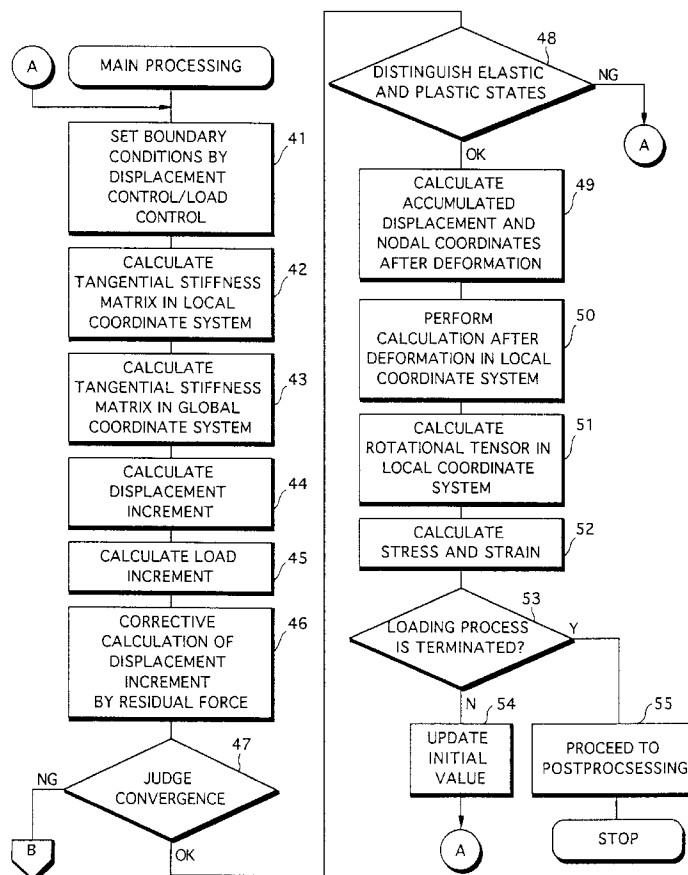 A
MAIN PROCESSING
SET BOUNDARY
CONDITIONS BY
DISPLACEMENT
CONTROL/LOAD
CONTROL
41
CALCULATE
TANGENTIAL STIFFNESS
MATRIX IN LOCAL
COORDINATE SYSTEM
42
CALCULATE
TANGENTIAL STIFFNESS
MATRIX IN GLOBAL
COORDINATE SYSTEM
43
CALCULATE
DISPLACEMENT
INCREMENT
44
CALCULATE LOAD
INCREMENT
45
CORRECTIVE
CALCULATION OF
DISPLACEMENT
INCREMENT
BY RESIDUAL FORCE
46
47
NG
JUDGE
CONVERGENCE
B
OK
48
DISTINGUISH ELASTIC
AND PLASTIC STATES
NG
A
OK
CALCULATE
ACCUMULATED
DISPLACEMENT AND
NODAL COORDINATES
AFTER DEFORMATION
49
PERFORM
CALCULATION AFTER
DEFORMATION IN LOCAL
COORDINATE SYSTEM
50
CALCULATE
ROTATIONAL TENSOR IN
LOCAL COORDINATE
SYSTEM
51
CALCULATE
STRESS AND STRAIN
52
53
LOADING PROCESS
IS TERMINATED?
Y
N
54
UPDATE
INITIAL
VALUE
A
55
PROCEED TO
POSTPROCSESSING
STOP